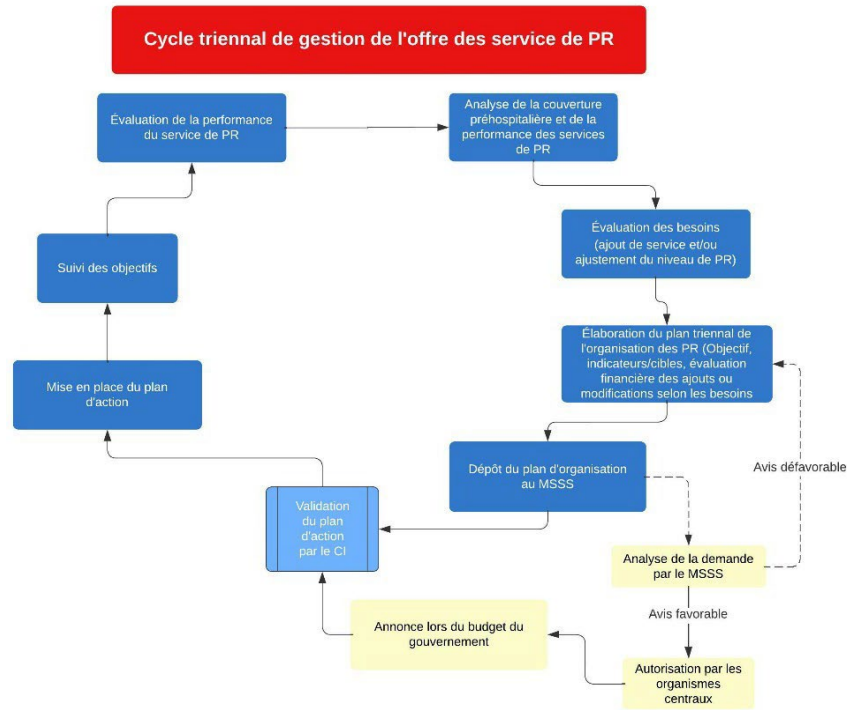 Cycle triennal de gestion de l'offre des service de PR
Évaluation de la performance
du service de PR
Analyse de la couverture
préhospitalière et de la
performance des services
de PR
Évaluation des besoins
(ajout de service et/ou
ajustement du niveau de PR)
Élaboration du plan triennal de
l'organisation des PR (Objectif,
indicateurs/cibles, évaluation
financière des ajouts ou
modifications selon les besoins
Dépôt du plan d'organisation
au MSSS
Avis défavorable
Analyse de la demande
par le MSSS
Avis favorable
Autorisation par les
organismes
centraux
Annonce lors du budget du
gouvernement
Validation
du plan
d'action
par le CI
Mise en place du plan
d'action
Suivi des objectifs